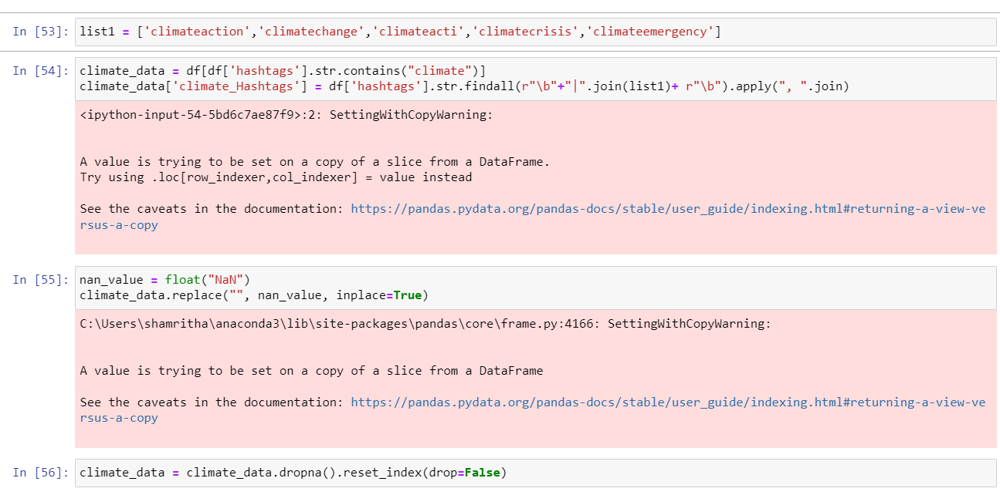 In [53]: list1 = ['climateaction','climatechange','climateacti','climatecrisis','climateemergency']
In [54]: climate_data = df[df['hashtags'].str.contains("climate")]
climate_data['climate_Hashtags'] = df['hashtags'].str.findall(r"\b"+"|".join(list1)+ r"\b").apply(", ".join)
<ipython-input-54-5bd6c7ae87f9>:2: SettingWithCopyWarning:
A value is trying to be set on a copy of a slice from a DataFrame.
Try using .loc[row_indexer,col_indexer] = value instead
See the caveats in the documentation: https://pandas.pydata.org/pandas-docs/stable/user_guide/indexing.html#returning-a-view-ve
rsus-a-copy
In [55]: nan_value = float("NaN")
climate_data.replace("", nan_value, inplace=True)
C:\Users\shamritha\anaconda3\lib\site-packages\pandas\core\frame.py:4166: SettingWithCopyWarning:
A value is trying to be set on a copy of a slice from a DataFrame
See the caveats in the documentation: https://pandas.pydata.org/pandas-docs/stable/user_guide/indexing.html#returning-a-view-ve
rsus-a-copy
In [56]: climate_data = climate_data.dropna().reset_index(drop=False)